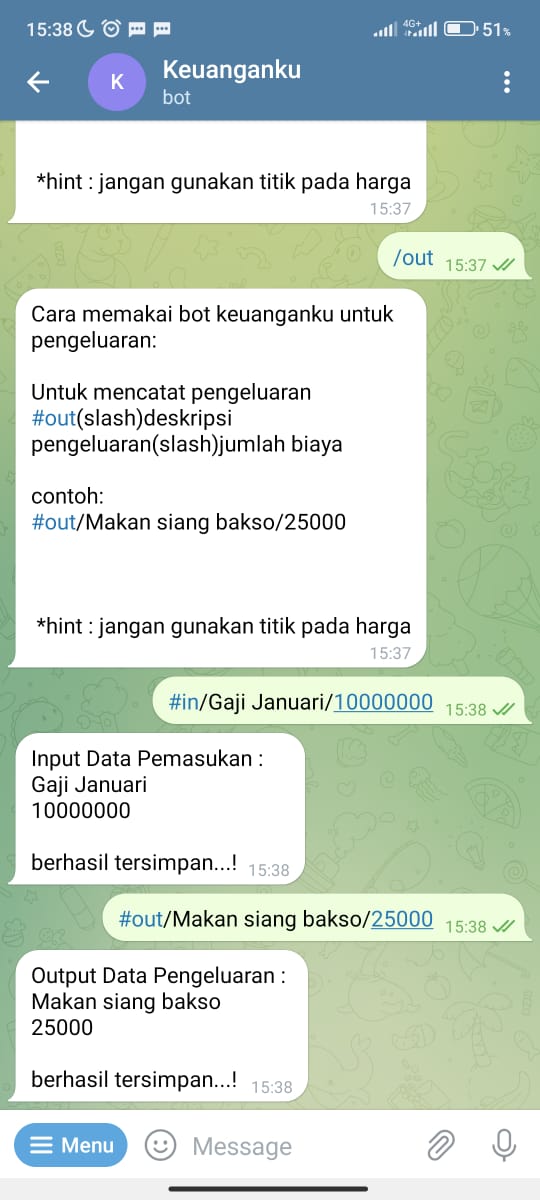 15:38
4G+
51%
K
Keuanganku
bot
*hint : jangan gunakan titik pada harga
15:37
/out 15:37
Cara memakai bot keuanganku untuk
pengeluaran:
Untuk mencatat pengeluaran
#out(slash)deskripsi
pengeluaran(slash)jumlah biaya
contoh:
#out/Makan siang bakso/25000
*hint : jangan gunakan titik pada harga
15:37
#in/Gaji Januari/10000000 15:38
Input Data Pemasukan :
Gaji Januari
10000000
berhasil tersimpan...! 15:38
#out/Makan siang bakso/25000 15:38
Output Data Pengeluaran :
Makan siang bakso
25000
berhasil tersimpan...! 15:38
Menu
Message